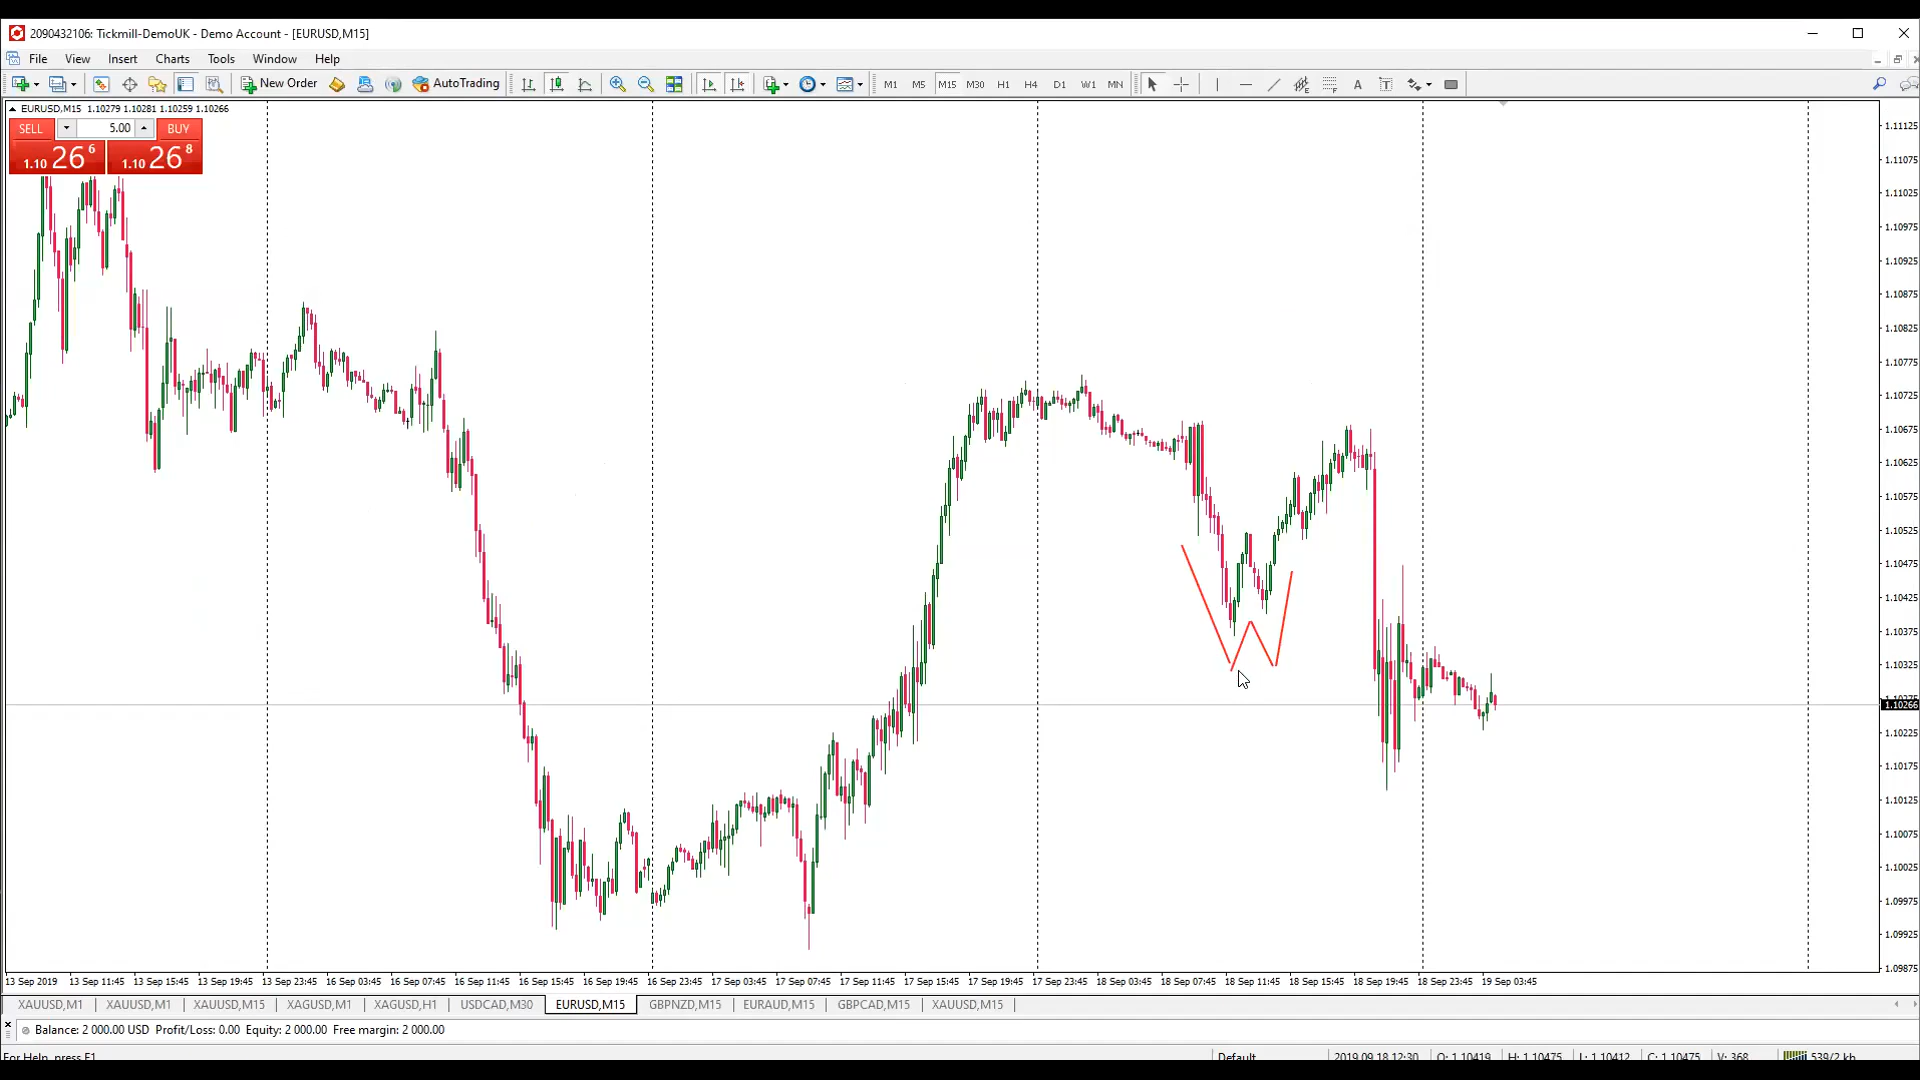 2090432106: Tickmill-DemoUK - Demo Account - [EURUSD,M15]
File View Insert Charts Tools Window Help
New Order AutoTrading M1 M5 M15 M30 H1 H4 D1 W1 MN A T
EURUSD,M15 1.10279 1.10281 1.10259 1.10266
SELL 5.00 BUY
1.10 26 6 1.10 26 8
1.11125
1.11075
1.11025
1.10975
1.10925
1.10875
1.10825
1.10775
1.10725
1.10675
1.10625
1.10575
1.10525
1.10475
1.10425
1.10375
1.10325
1.10275
1.10266
1.10225
1.10175
1.10125
1.10075
1.10025
1.09975
1.09925
1.09875
13 Sep 2019 13 Sep 11:45 13 Sep 15:45 13 Sep 19:45 13 Sep 23:45 16 Sep 03:45 16 Sep 07:45 16 Sep 11:45 16 Sep 15:45 16 Sep 19:45 16 Sep 23:45 17 Sep 03:45 17 Sep 07:45 17 Sep 11:45 17 Sep 15:45 17 Sep 19:45 17 Sep 23:45 18 Sep 03:45 18 Sep 07:45 18 Sep 11:45 18 Sep 15:45 18 Sep 19:45 18 Sep 23:45 19 Sep 03:45
XAUUSD,M1 XAUUSD,M1 XAUUSD,M15 XAGUSD,M1 XAGUSD,H1 USDCAD,M30 EURUSD,M15 GBPNZD,M15 EURAUD,M15 GBPCAD,M15 XAUUSD,M15
Balance: 2 000.00 USD Profit/Loss: 0.00 Equity: 2 000.00 Free margin: 2 000.00
For Help, press F1 Default 2019.09.18 12:30 O: 1.10419 H: 1.10475 L: 1.10412 C: 1.10475 V: 368 539/2 kb